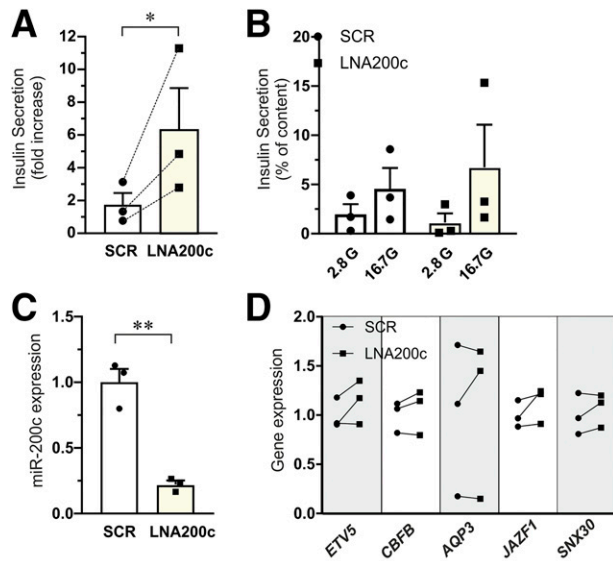 A
*
Insulin Secretion
(fold increase)
12
10
8
6
4
2
0
SCR LNA200c
B
SCR
LNA200c
Insulin Secretion
(% of content)
20
15
10
5
0
2.8 G 16.7G 2.8 G 16.7G
C
**
miR-200c expression
1.5
1.0
0.5
0.0
SCR LNA200c
D
SCR
LNA200c
Gene expression
2.0
1.5
1.0
0.5
0.0
ETV5 CBFB AQP3 JAZF1 SNX30